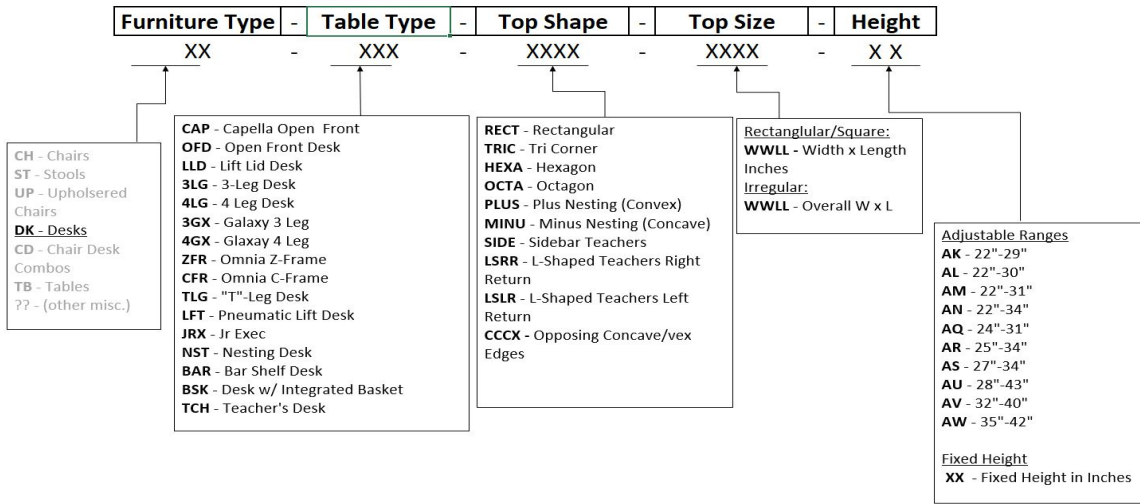 Furniture Type - Table Type - Top Shape - Top Size - Height
XX - XXX - XXXX - XXXX - X X
CH - Chairs
ST - Stools
UP - Upholsered
Chairs
DK - Desks
CD - Chair Desk
Combos
TB - Tables
?? - (other misc.)
CAP - Capella Open Front
OFD - Open Front Desk
LLD - Lift Lid Desk
3LG - 3-Leg Desk
4LG - 4 Leg Desk
3GX - Galaxy 3 Leg
4GX - Glaxay 4 Leg
ZFR - Omnia Z-Frame
CFR - Omnia C-Frame
TLG - "T"-Leg Desk
LFT - Pneumatic Lift Desk
JRX - Jr Exec
NST - Nesting Desk
BAR - Bar Shelf Desk
BSK - Desk w/ Integrated Basket
TCH - Teacher's Desk
RECT - Rectangular
TRIC - Tri Corner
HEXA - Hexagon
OCTA - Octagon
PLUS - Plus Nesting (Convex)
MINU - Minus Nesting (Concave)
SIDE - Sidebar Teachers
LSRR - L-Shaped Teachers Right
Return
LSLR - L-Shaped Teachers Left
Return
CCCX - Opposing Concave/vex
Edges
Rectanglular/Square:
WWLL - Width x Length
Inches
Irregular:
WWLL - Overall W x L
Adjustable Ranges
AK - 22"-29"
AL - 22"-30"
AM - 22"-31"
AN - 22"-34"
AQ - 24"-31"
AR - 25"-34"
AS - 27"-34"
AU - 28"-43"
AV - 32"-40"
AW - 35"-42"
Fixed Height
XX - Fixed Height in Inches